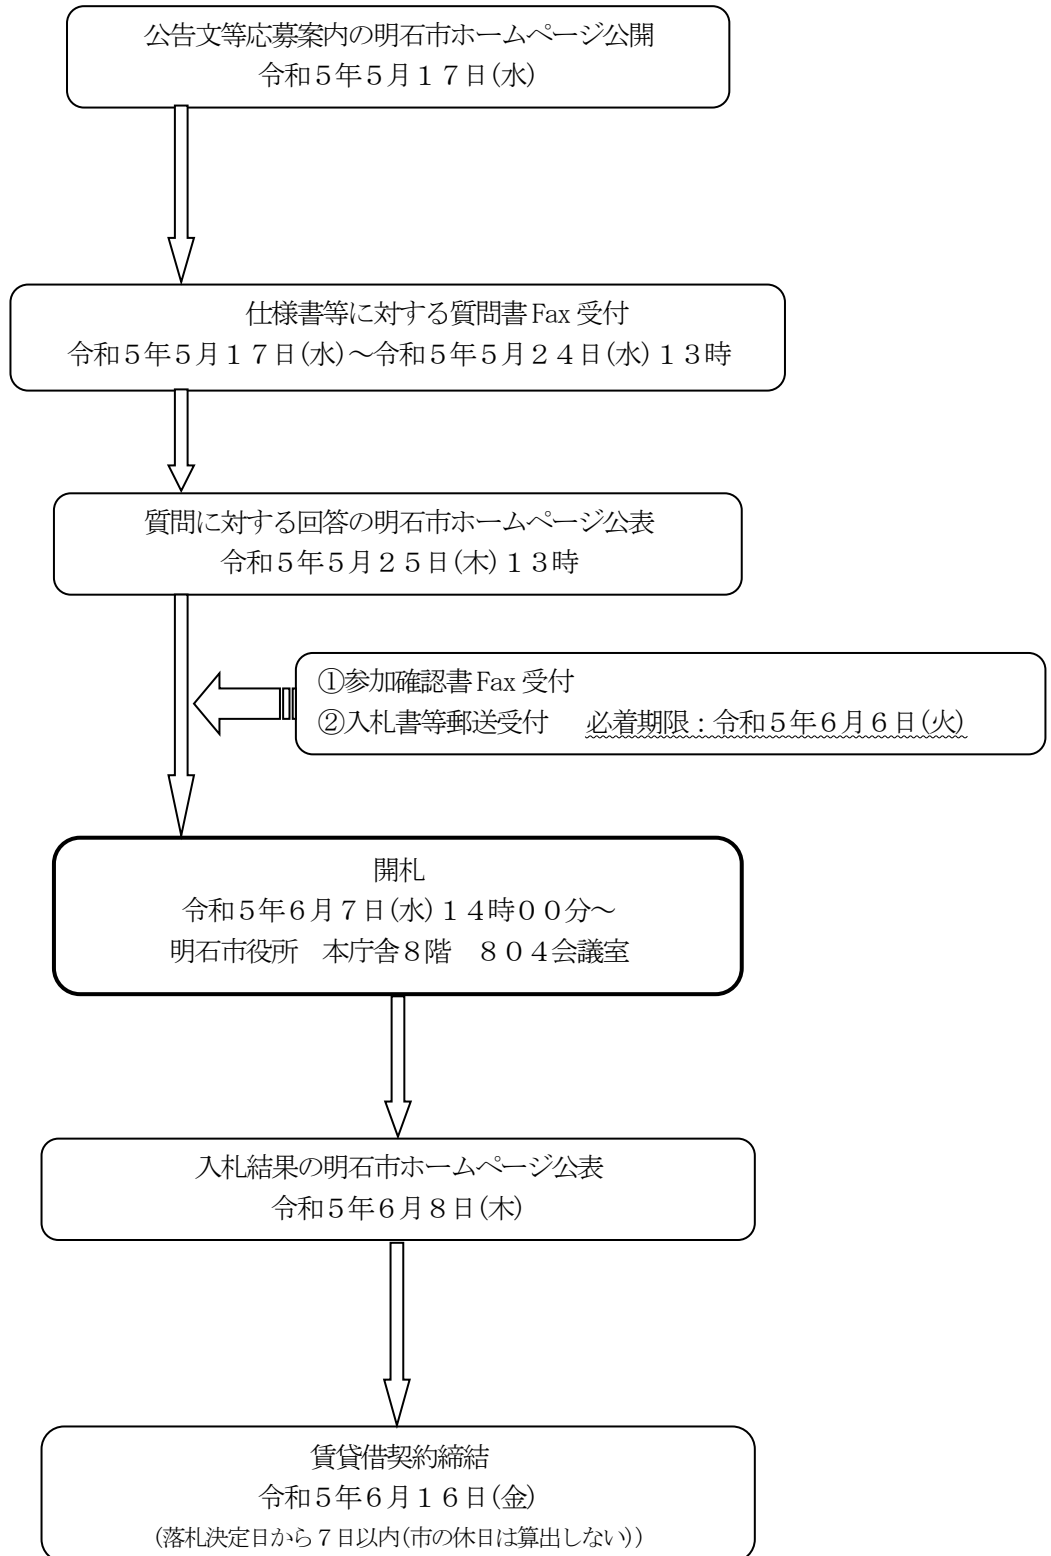 公告文等応募案内の明石市ホームページ公開
令和５年５月１７日(水)
仕様書等に対する質問書 Fax 受付
令和５年５月１７日(水)～令和５年５月２４日(水)１３時
質問に対する回答の明石市ホームページ公表
令和５年５月２５日(木)１３時
①参加確認書 Fax 受付
②入札書等郵送受付　必着期限：令和５年６月６日(火)
開札
令和５年６月７日(水)１４時００分～
明石市役所　本庁舎８階　８０４会議室
入札結果の明石市ホームページ公表
令和５年６月８日(木)
賃貸借契約締結
令和５年６月１６日(金)
(落札決定日から７日以内(市の休日は算出しない))